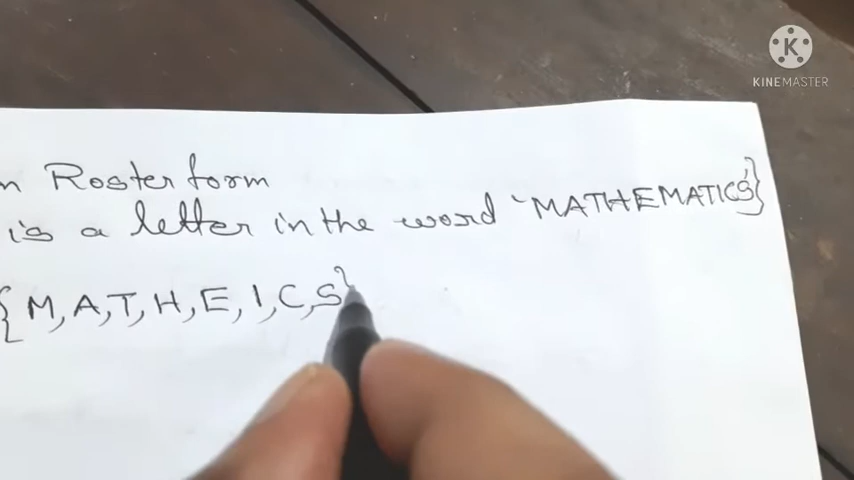 K
KINEMASTER
n Roster form
is a letter in the word 'MATHEMATICS'}
{M, A, T, H, E, I, C, S}